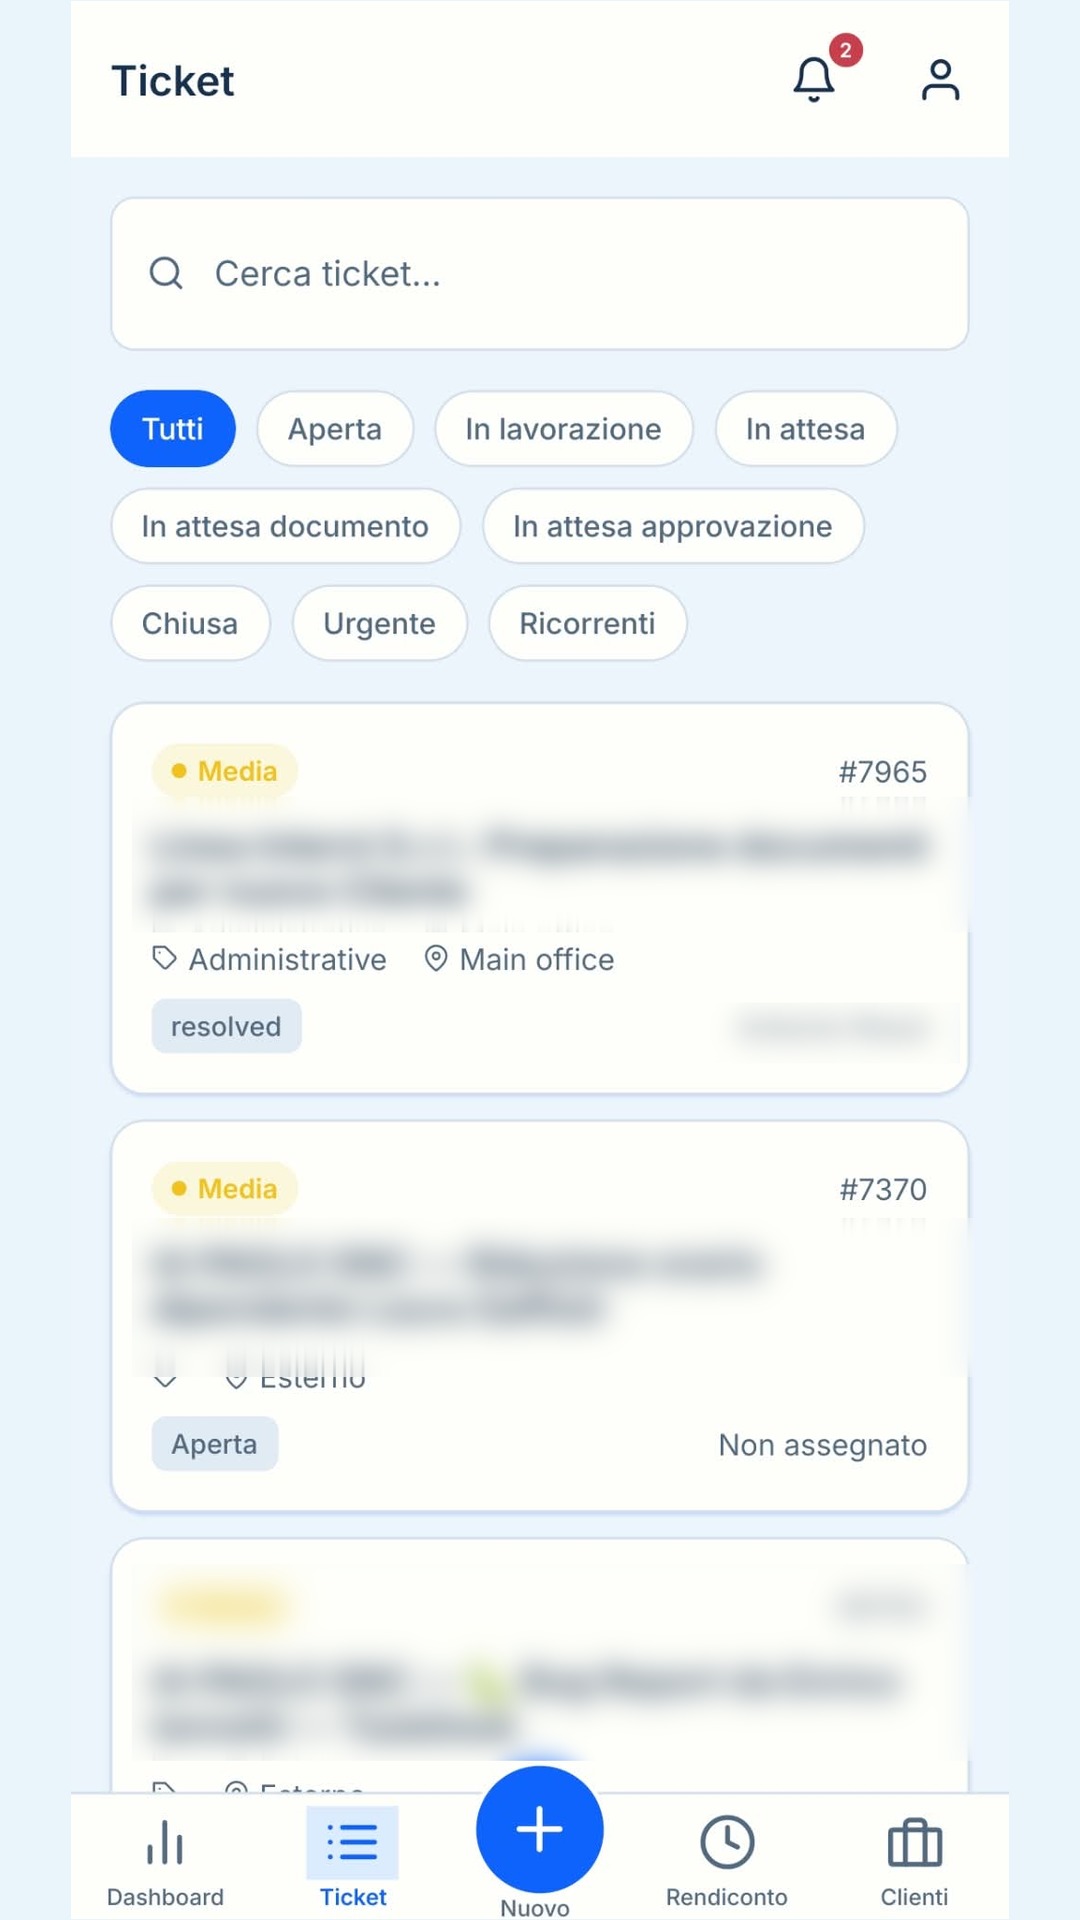 Ticket
2
Cerca ticket...
Tutti
Aperta
In lavorazione
In attesa
In attesa documento
In attesa approvazione
Chiusa
Urgente
Ricorrenti
Media
#7965
Administrative
Main office
resolved
Media
#7370
Esterno
Aperta
Non assegnato
Dashboard
Ticket
Nuovo
Rendiconto
Clienti